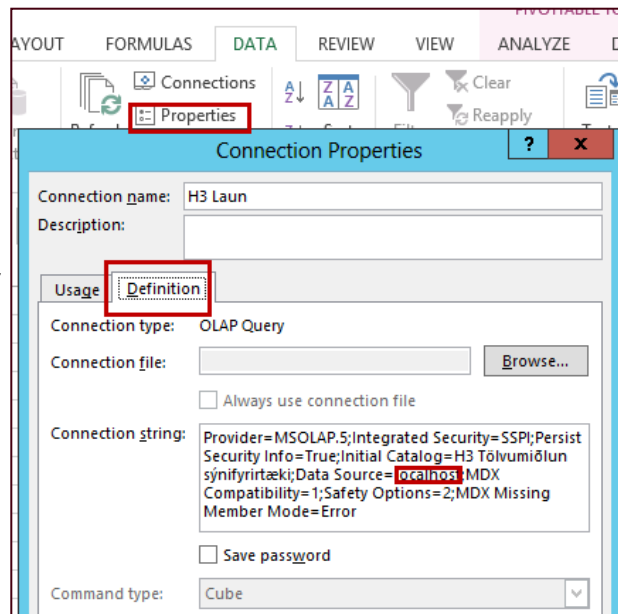 AYOUT FORMULAS DATA REVIEW VIEW ANALYZE
Connections
Properties
Clear
Reapply
Connection Properties
? x
Connection name: H3 Laun
Description:
Usage Definition
Connection type: OLAP Query
Connection file: Browse...
Always use connection file
Connection string: Provider=MSOLAP.5;Integrated Security=SSPI;Persist
Security Info=True;Initial Catalog=H3 Tölvumiðlun
sýnifyrirtæki;Data Source=localhost;MDX
Compatibility=1;Safety Options=2;MDX Missing
Member Mode=Error
Save password
Command type: Cube